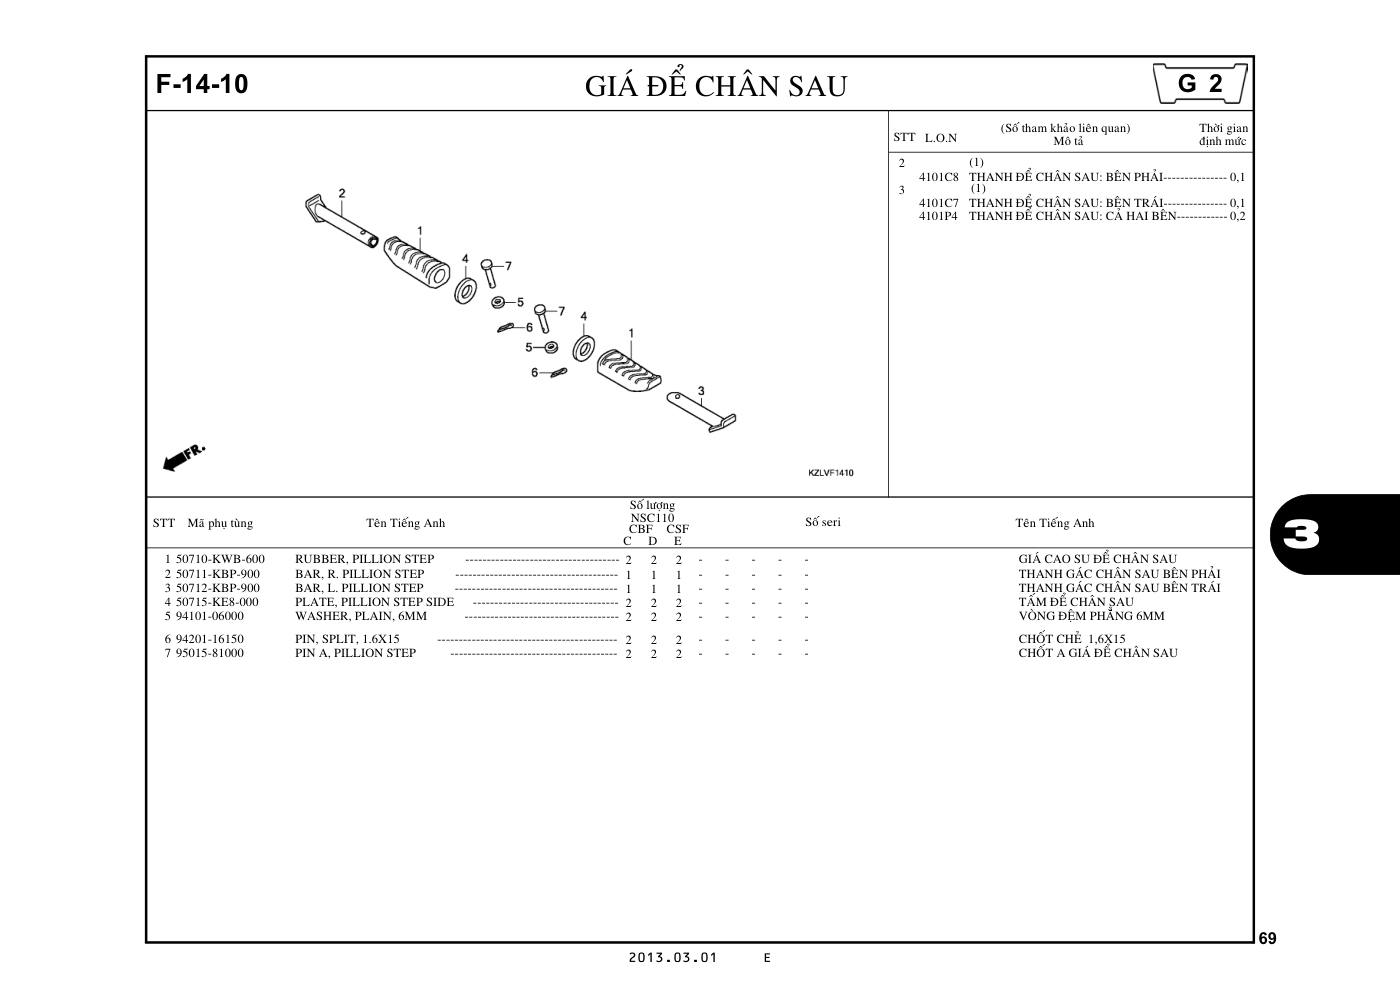 F-14-10
GIÁ ĐỂ CHÂN SAU
G 2
STT L.O.N (Số tham khảo liên quan) Mô tả Thời gian định mức
2 (1)
4101C8 THANH ĐỂ CHÂN SAU: BÊN PHẢI--------------- 0,1
3 (1)
4101C7 THANH ĐỂ CHÂN SAU: BÊN TRÁI--------------- 0,1
4101P4 THANH ĐỂ CHÂN SAU: CẢ HAI BÊN------------ 0,2
2
1
4
7
5
7
6
4
5
1
6
3
FR.
KZLVF1410
Số lượng
NSC110
STT Mã phụ tùng Tên Tiếng Anh CBF CSF Số seri Tên Tiếng Anh
C D E
1 50710-KWB-600 RUBBER, PILLION STEP ------------------------------------- 2 2 2 - - - - - GIÁ CAO SU ĐỂ CHÂN SAU
2 50711-KBP-900 BAR, R. PILLION STEP --------------------------------------- 1 1 1 - - - - - THANH GÁC CHÂN SAU BÊN PHẢI
3 50712-KBP-900 BAR, L. PILLION STEP --------------------------------------- 1 1 1 - - - - - THANH GÁC CHÂN SAU BÊN TRÁI
4 50715-KE8-000 PLATE, PILLION STEP SIDE ----------------------------------- 2 2 2 - - - - - TẤM ĐỂ CHÂN SAU
5 94101-06000 WASHER, PLAIN, 6MM ------------------------------------- 2 2 2 - - - - - VÒNG ĐỆM PHẲNG 6MM
6 94201-16150 PIN, SPLIT, 1.6X15 ------------------------------------------- 2 2 2 - - - - - CHỐT CHẺ 1,6X15
7 95015-81000 PIN A, PILLION STEP ---------------------------------------- 2 2 2 - - - - - CHỐT A GIÁ ĐỂ CHÂN SAU
3
69
2013.03.01 E